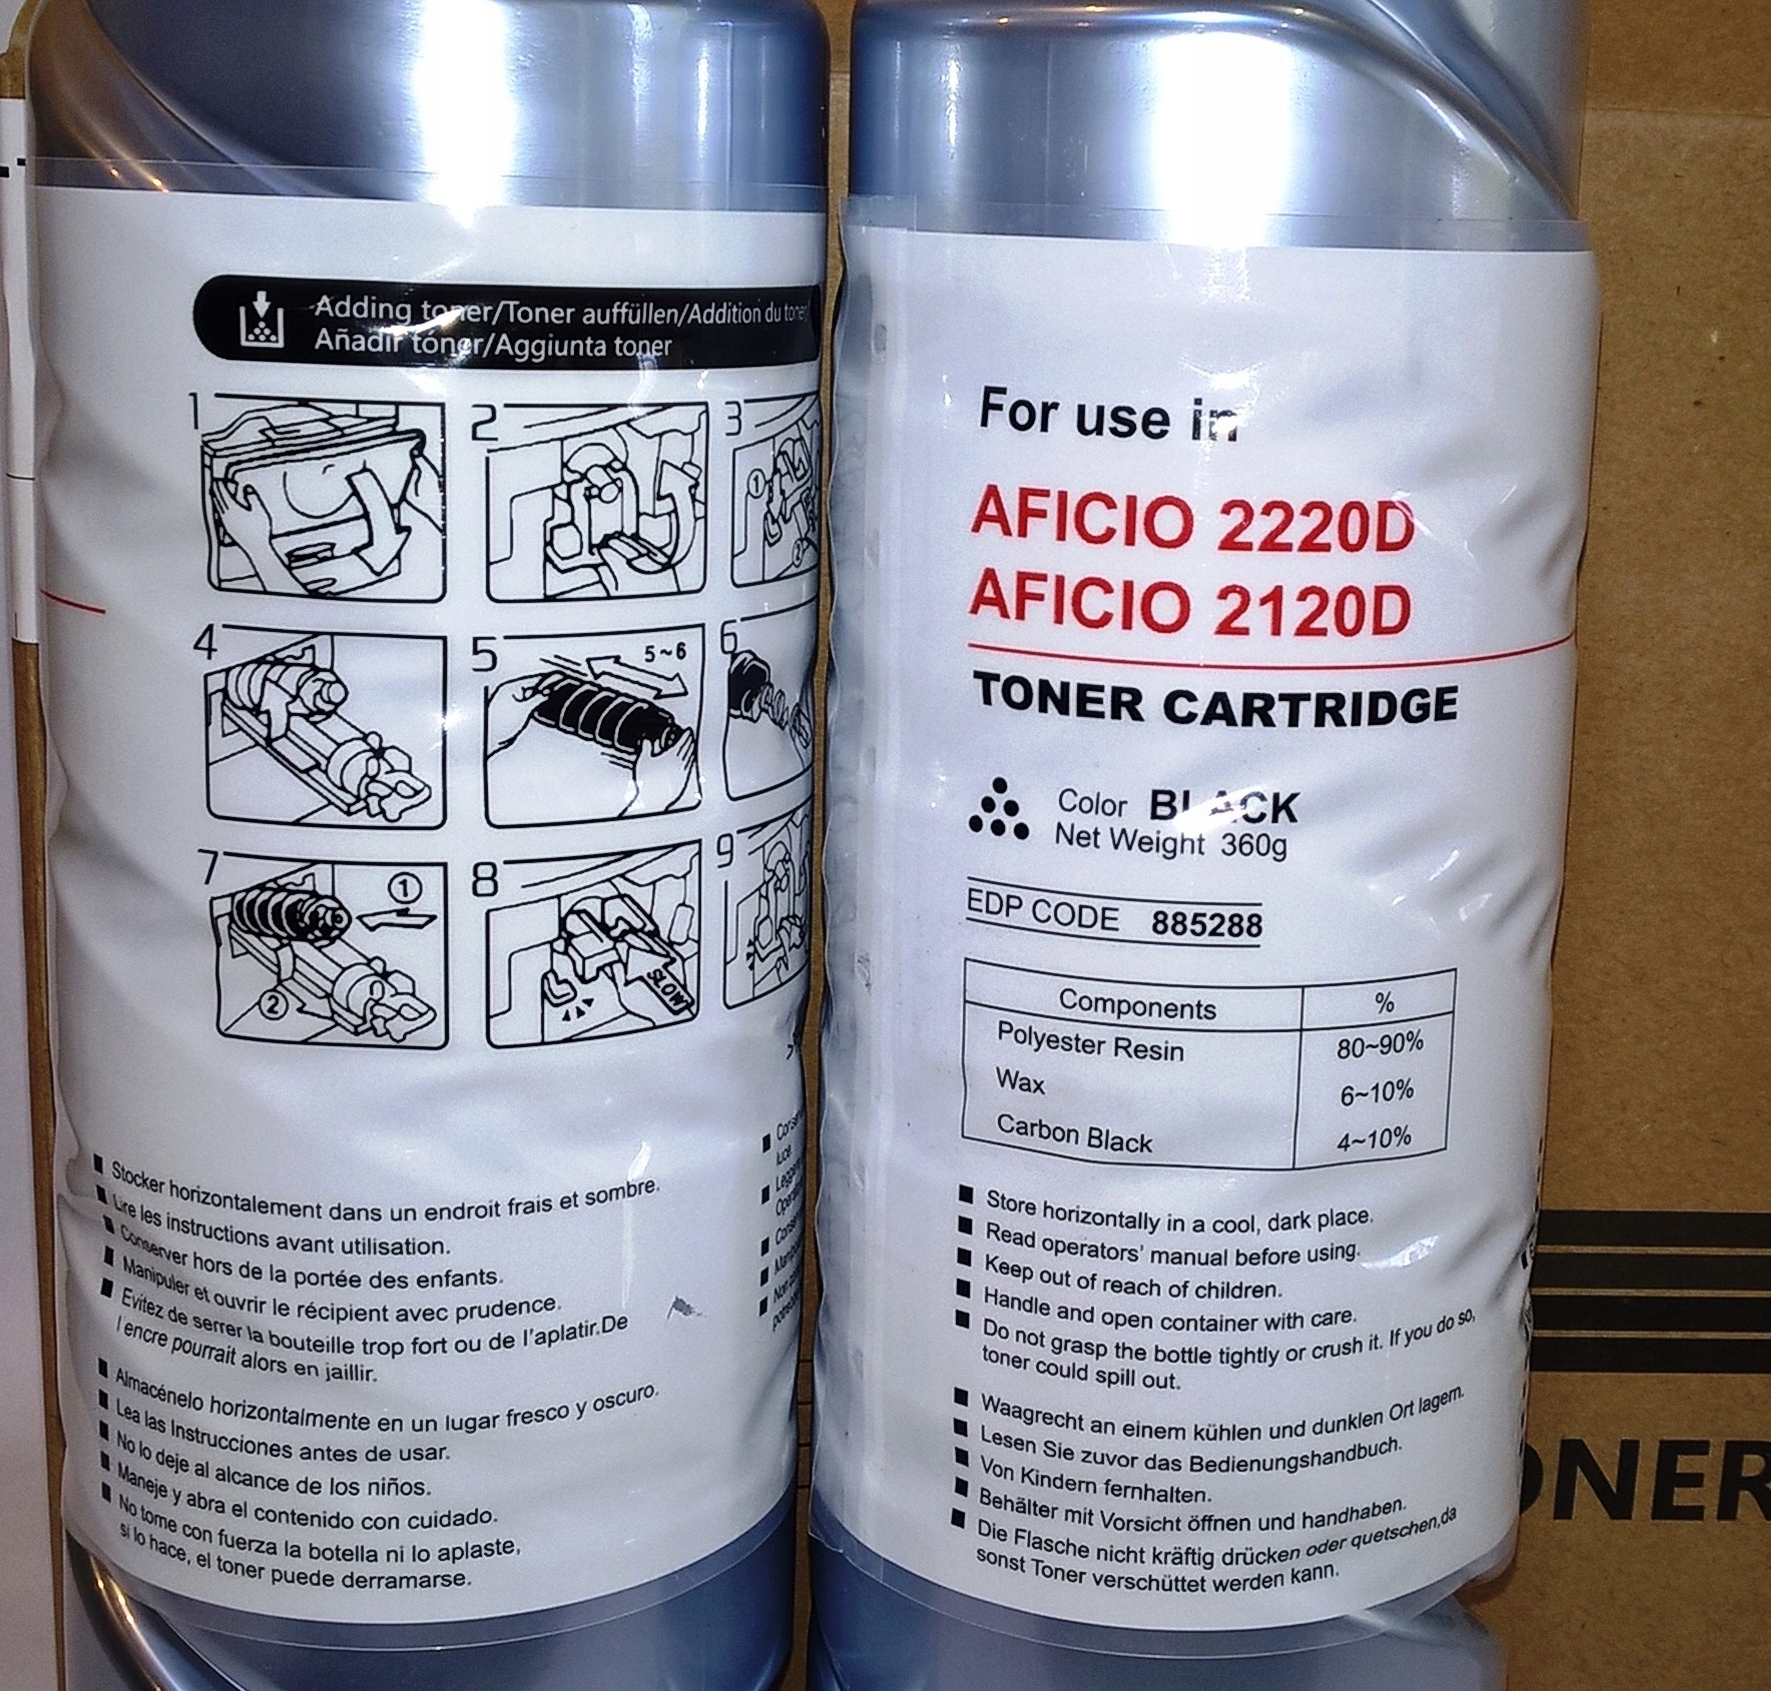 Adding toner/Toner auffüllen/Addition du toner/
Añadir tóner/Aggiunta toner
1
2
3
1
2
4
5
5~6
6
7
1
2
8
SLOW
9
Stocker horizontalement dans un endroit frais et sombre.
Lire les instructions avant utilisation.
Conserver hors de la portée des enfants.
Manipuler et ouvrir le récipient avec prudence.
Evitez de serrer la bouteille trop fort ou de l'aplatir.De
l'encre pourrait alors en jaillir.
Almacénelo horizontalmente en un lugar fresco y oscuro.
Lea las Instrucciones antes de usar.
No lo deje al alcance de los niños.
Maneje y abra el contenido con cuidado.
No tome con fuerza la botella ni lo aplaste,
si lo hace, el toner puede derramarse.
luce.
For use in
AFICIO 2220D
AFICIO 2120D
TONER CARTRIDGE
Color BLACK
Net Weight 360g
EDP CODE 885288
Components %
Polyester Resin 80~90%
Wax 6~10%
Carbon Black 4~10%
Store horizontally in a cool, dark place.
Read operators' manual before using.
Keep out of reach of children.
Handle and open container with care.
Do not grasp the bottle tightly or crush it. If you do so,
toner could spill out.
Waagrecht an einem kühlen und dunklen Ort lagern.
Lesen Sie zuvor das Bedienungshandbuch.
Von Kindern fernhalten.
Behälter mit Vorsicht öffnen und handhaben.
Die Flasche nicht kräftig drücken oder quetschen,da
sonst Toner verschüttet werden kann.
ONER